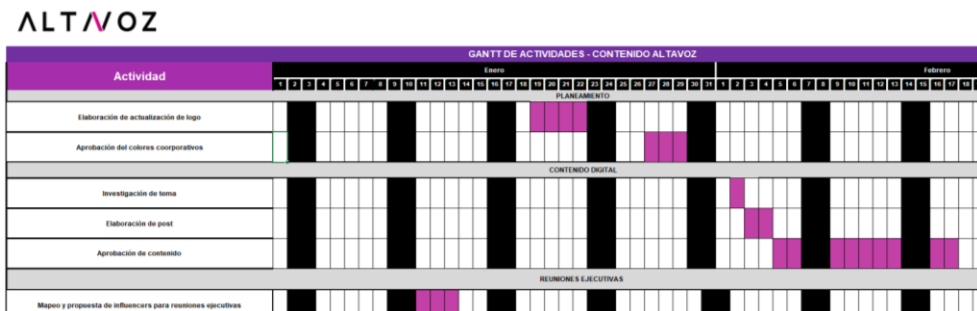 ALTAVOZ
GANTT DE ACTIVIDADES - CONTENIDO ALTAVOZ
Actividad
Enero Febrero
1 2 3 4 5 6 7 8 9 10 11 12 13 14 15 16 17 18 19 20 21 22 23 24 25 26 27 28 29 30 31 1 2 3 4 5 6 7 8 9 10 11 12 13 14 15 16 17 18
PLANEAMIENTO
Elaboración de actualización de logo
Aprobación del colores coorporativos
CONTENIDO DIGITAL
Investigación de tema
Elaboración de post
Aprobación de contenido
REUNIONES EJECUTIVAS
Mapeo y propuesta de influencers para reuniones ejecutivas